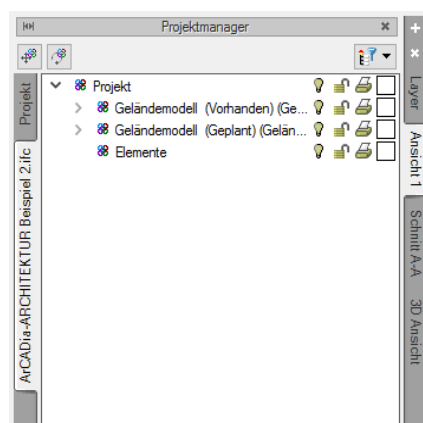 Projektmanager
Projekt
ArCADia-ARCHITEKTUR Beispiel 2.ifc
Projekt
Geländemodell (Vorhanden) (Ge...
Geländemodell (Geplant) (Gelän...
Elemente
Layer
Ansicht 1
Schnitt A-A
3D Ansicht